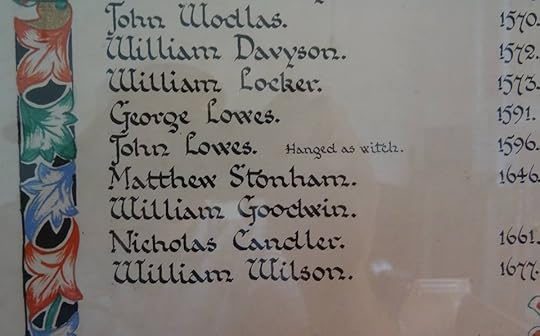 John Wodlas. 1570.
William Davyson. 1572.
William Locker. 1573.
George Lowes. 1591.
John Lowes. Hanged as witch. 1596.
Matthew Stonham. 1646.
William Goodwin.
Nicholas Candler. 1661.
William Wilson. 1677.